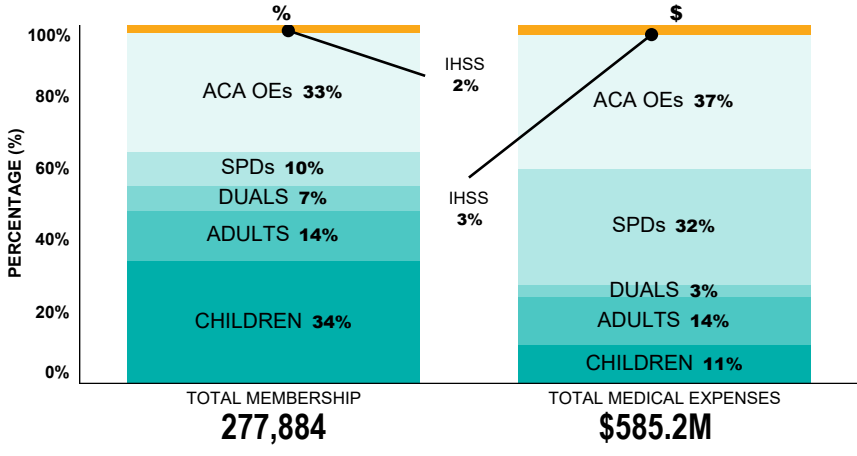 %
$
100%
80%
60%
40%
20%
0%
PERCENTAGE (%)
IHSS
2%
ACA OEs 33%
SPDs 10%
DUALS 7%
ADULTS 14%
CHILDREN 34%
IHSS
3%
ACA OEs 37%
SPDs 32%
DUALS 3%
ADULTS 14%
CHILDREN 11%
TOTAL MEMBERSHIP
277,884
TOTAL MEDICAL EXPENSES
$585.2M